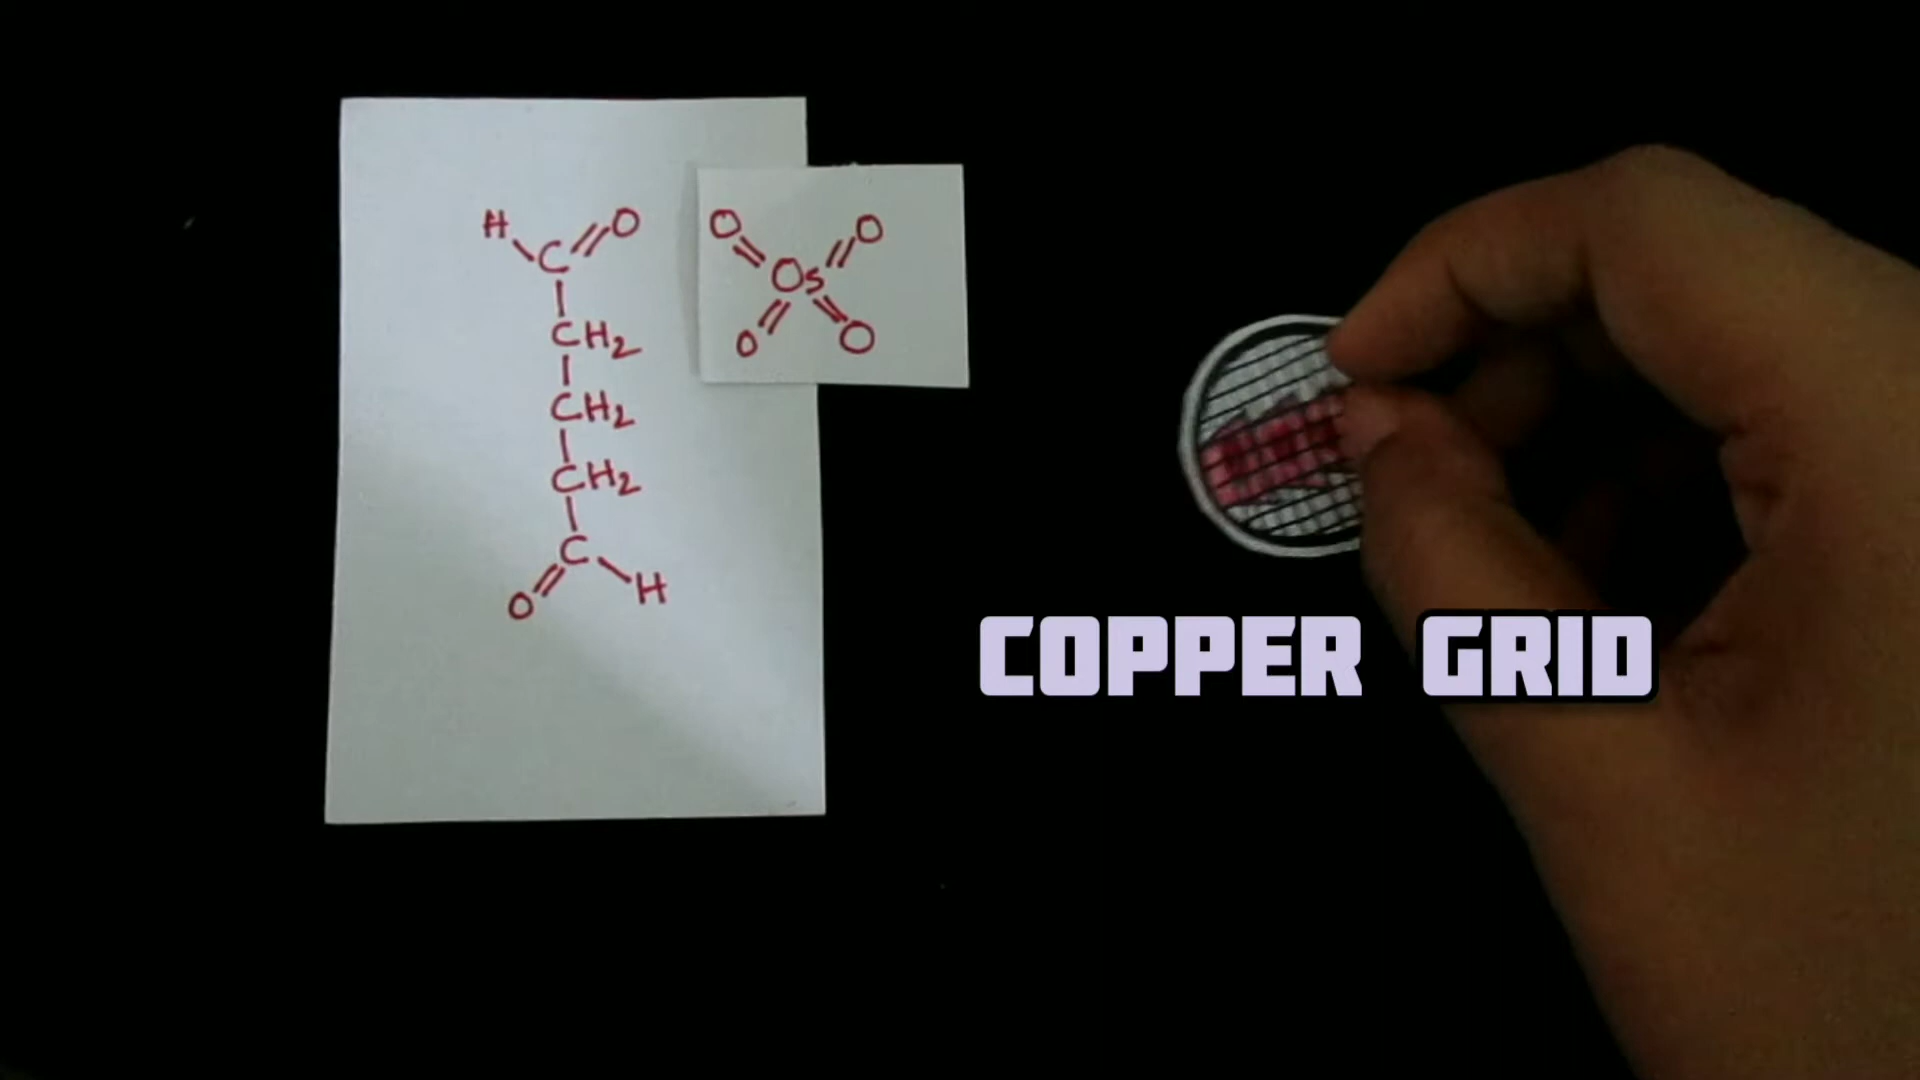 H C O
CH2
CH2
CH2
C
O H
O O
Os
O O
COPPER GRID